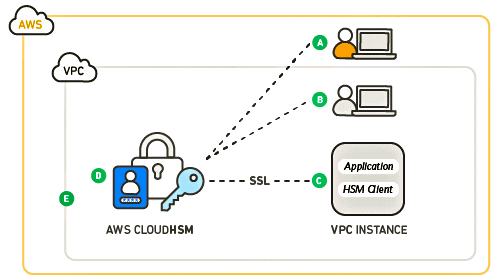 AWS
VPC
A
B
C
D
E
SSL
Application
HSM Client
AWS CLOUDHSM
VPC INSTANCE